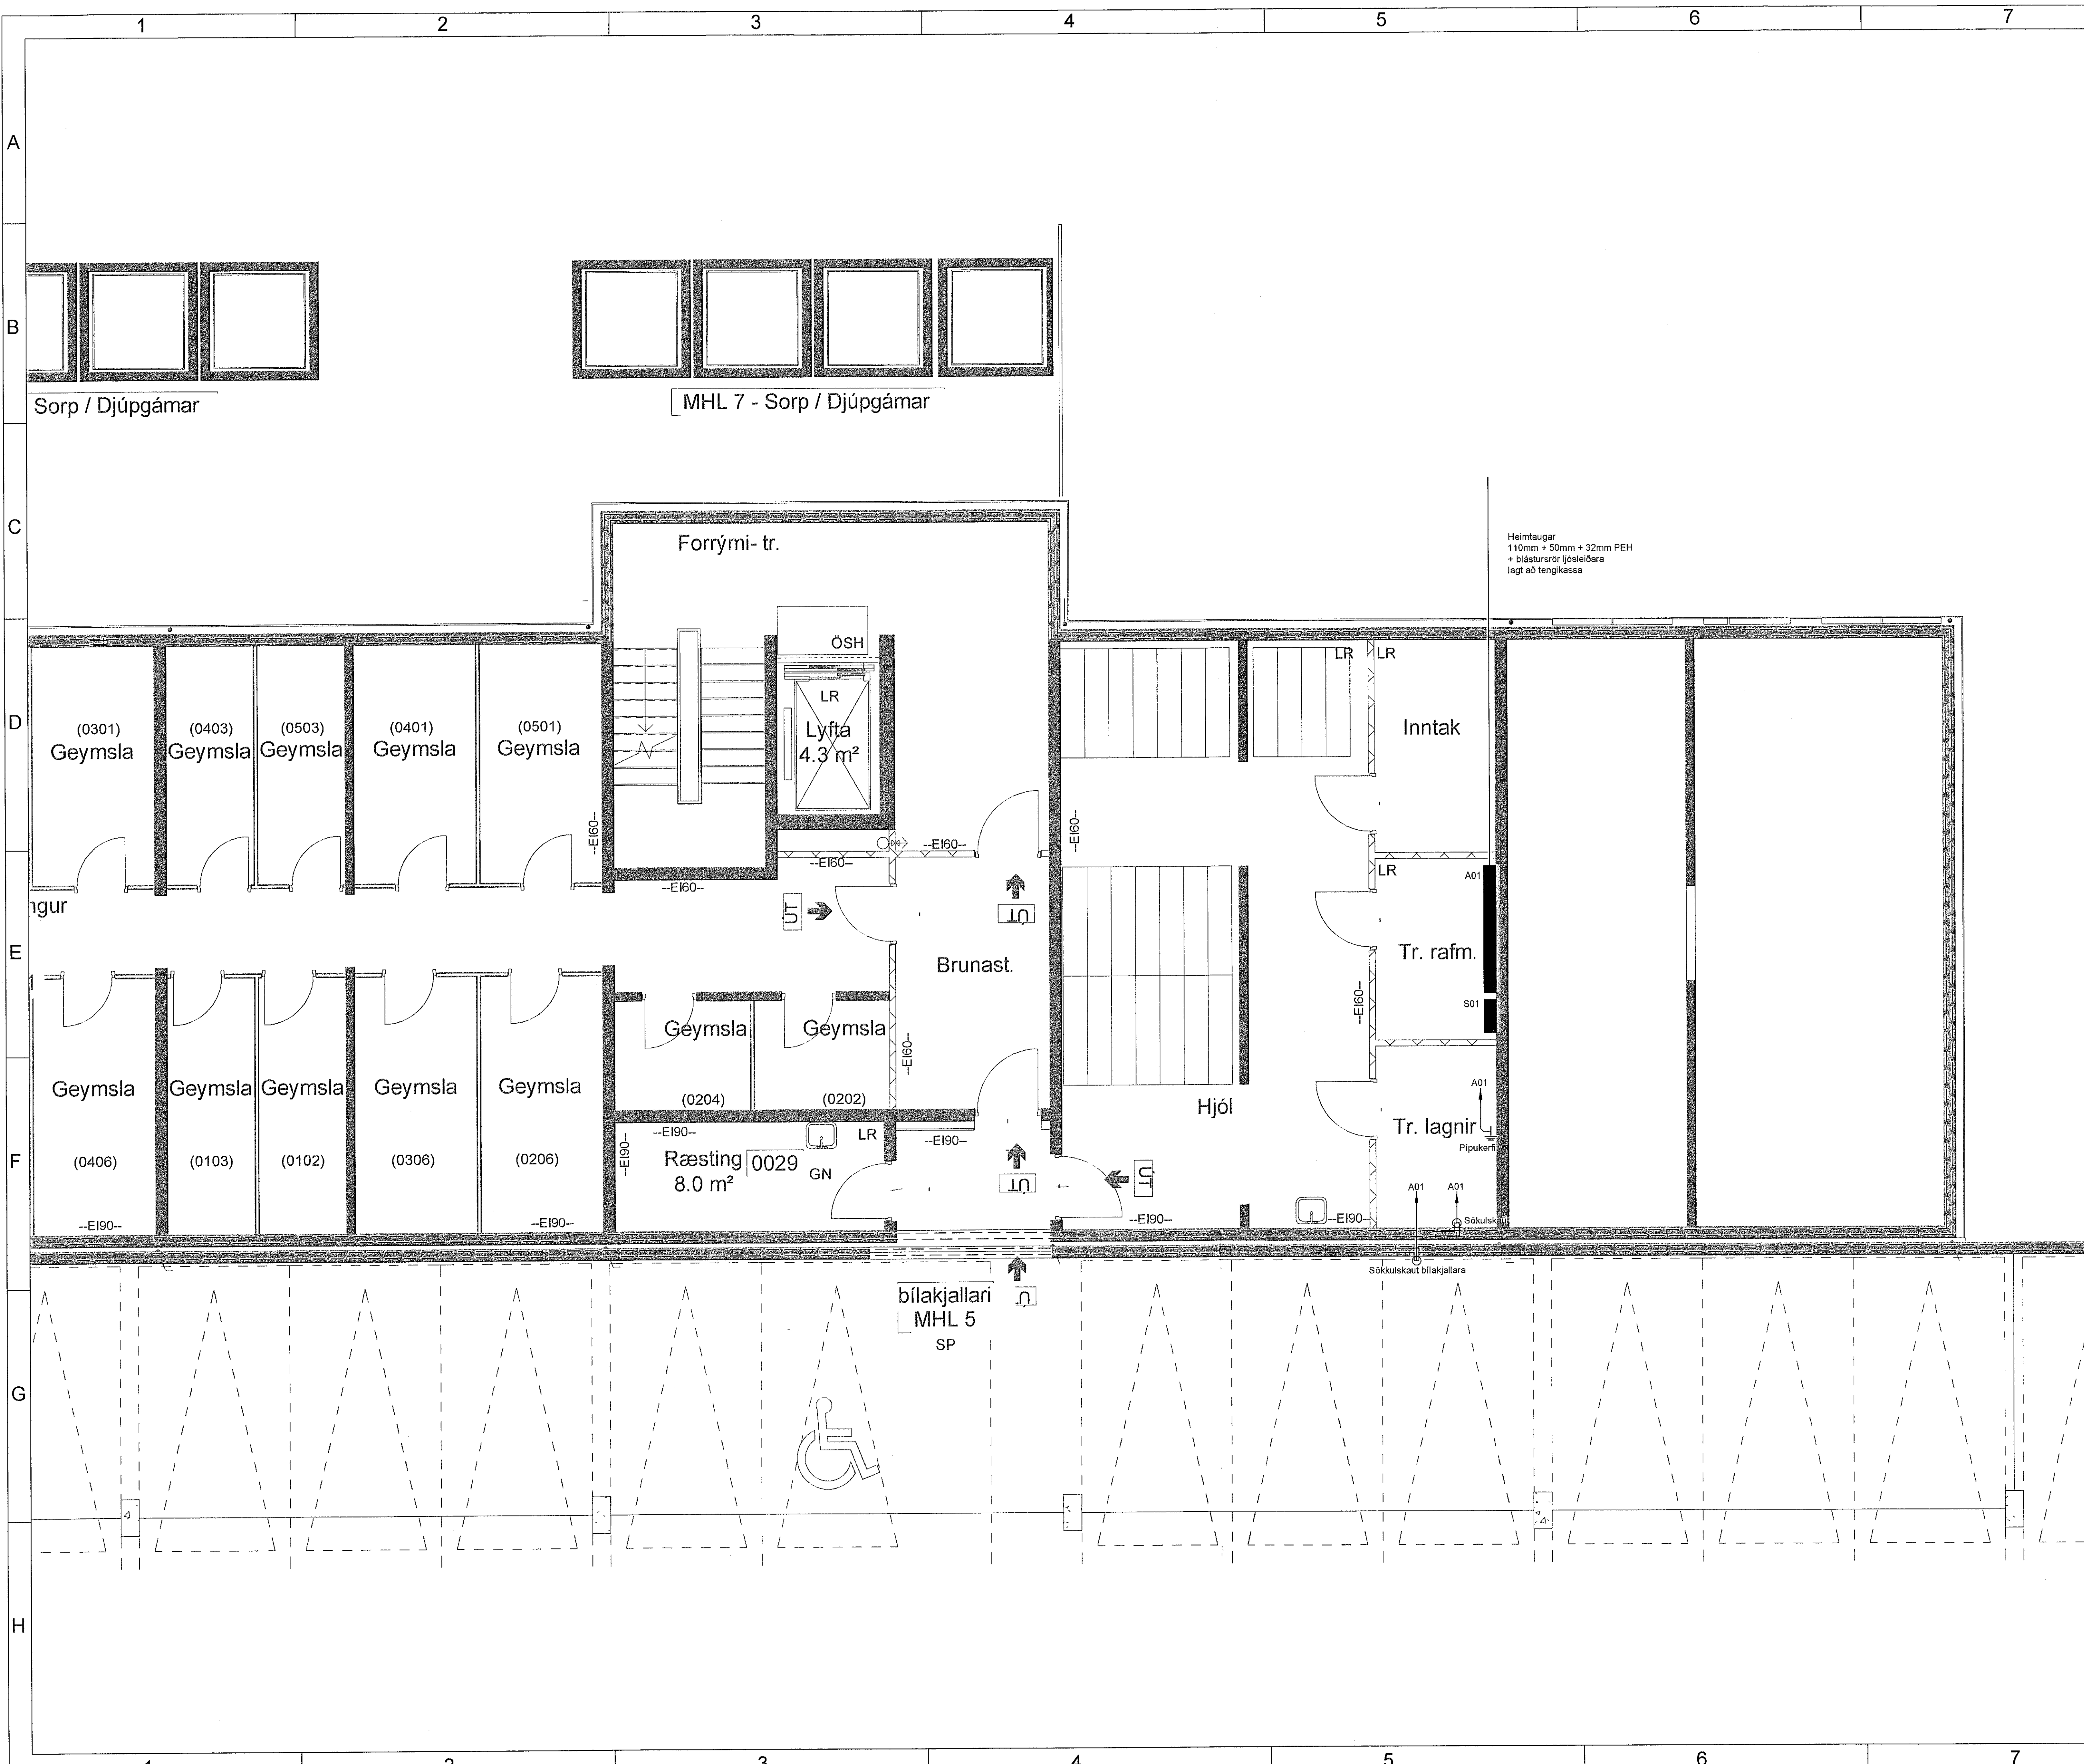 1 2 3 4 5 6 7
A
B
Sorp / Djúpgámar
MHL 7 - Sorp / Djúpgámar
C
Forrými- tr.
Heimtaugar
110mm + 50mm + 32mm PEH
+ blástursrör ljósleiðara
lagt að tengikassa
ÖSH
LR LR
D
(0301)
Geymsla
(0403)
Geymsla
(0503)
Geymsla
(0401)
Geymsla
(0501)
Geymsla
LR
Lyfta
4.3 m²
Inntak
--EI60--
--EI60--
--EI60--
--EI60--
--EI60--
LR
A01
ÚT
ÚT
E
Brunast.
Tr. rafm.
S01
--EI60--
--EI60--
Geymsla
(0204)
Geymsla
(0202)
Geymsla
(0406)
Geymsla
(0103)
Geymsla
(0102)
Geymsla
(0306)
Geymsla
(0206)
Hjól
A01
Tr. lagnir
Pípukerfi
F
--EI90--
--EI90--
LR
--EI90--
Ræsting 0029
8.0 m²
GN
ÚT
ÚT
A01 A01
--EI90--
--EI90--
--EI90--
--EI90--
Sökulskaut
Sökkulskaut bílakjallara
bílakjallari
MHL 5
SP
G
H
2 3 4 5 6 7